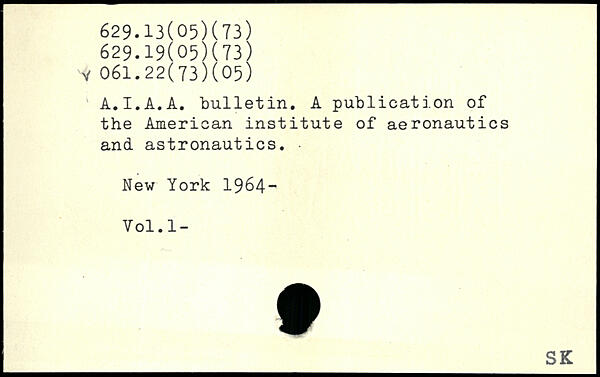 629.13(05)(73)
629.19(05)(73)
061.22(73)(05)
A.I.A.A. bulletin. A publication of
the American institute of aeronautics
and astronautics.
New York 1964-
Vol.1-
SK